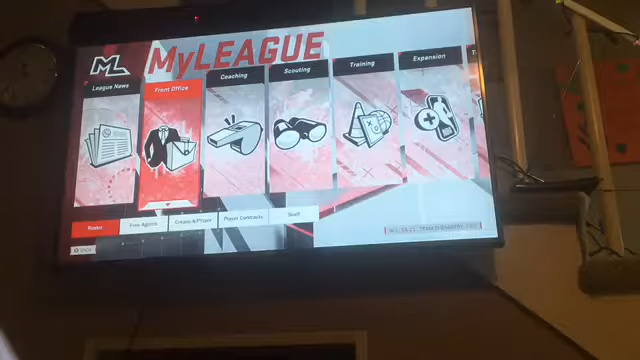 ML
MyLEAGUE
League News
Front Office
Coaching
Scouting
Training
Expansion
Roster
Free Agents
Create A Player
Player Contracts
Staff